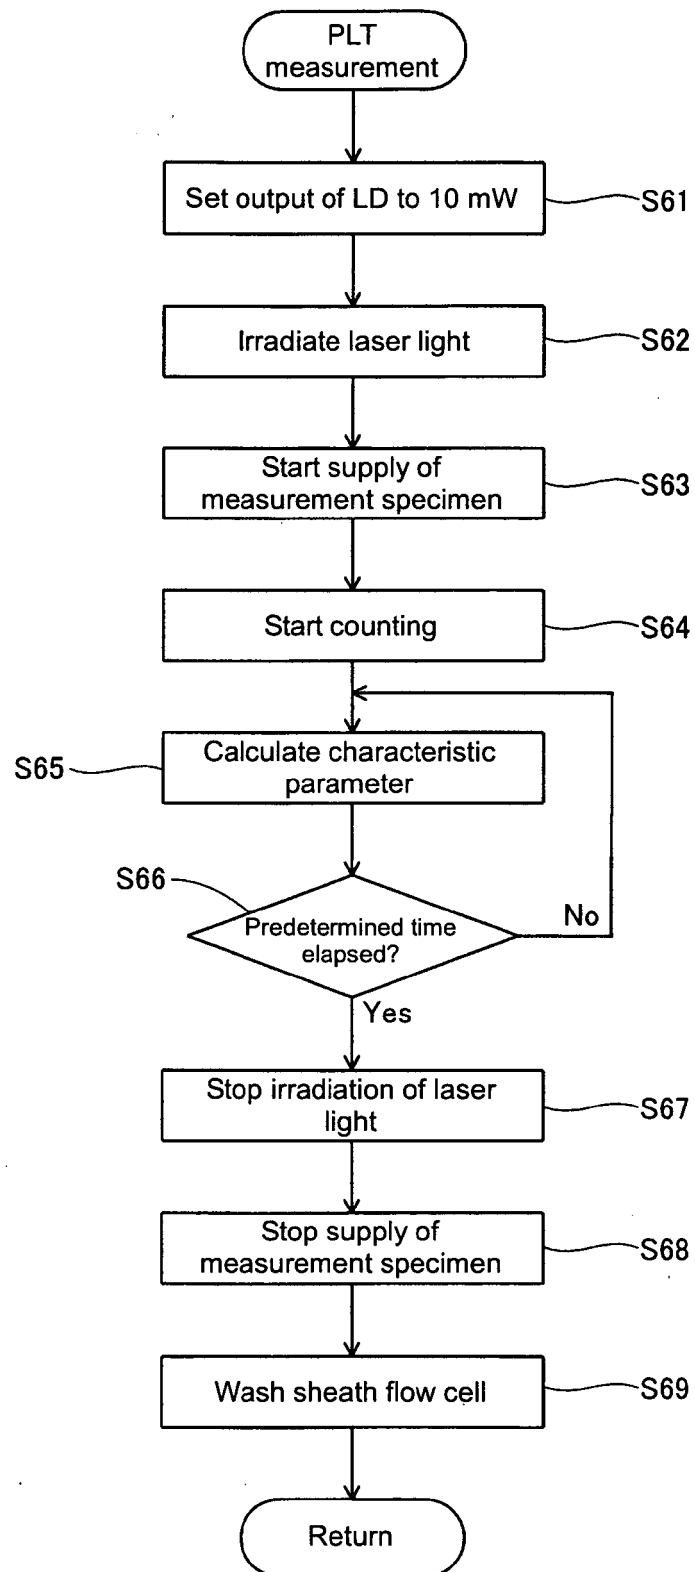 PLT
measurement
Set output of LD to 10 mW
S61
Irradiate laser light
S62
Start supply of
measurement specimen
S63
Start counting
S64
S65
Calculate characteristic
parameter
S66
Predetermined time
elapsed?
No
Yes
Stop irradiation of laser
light
S67
Stop supply of
measurement specimen
S68
Wash sheath flow cell
S69
Return